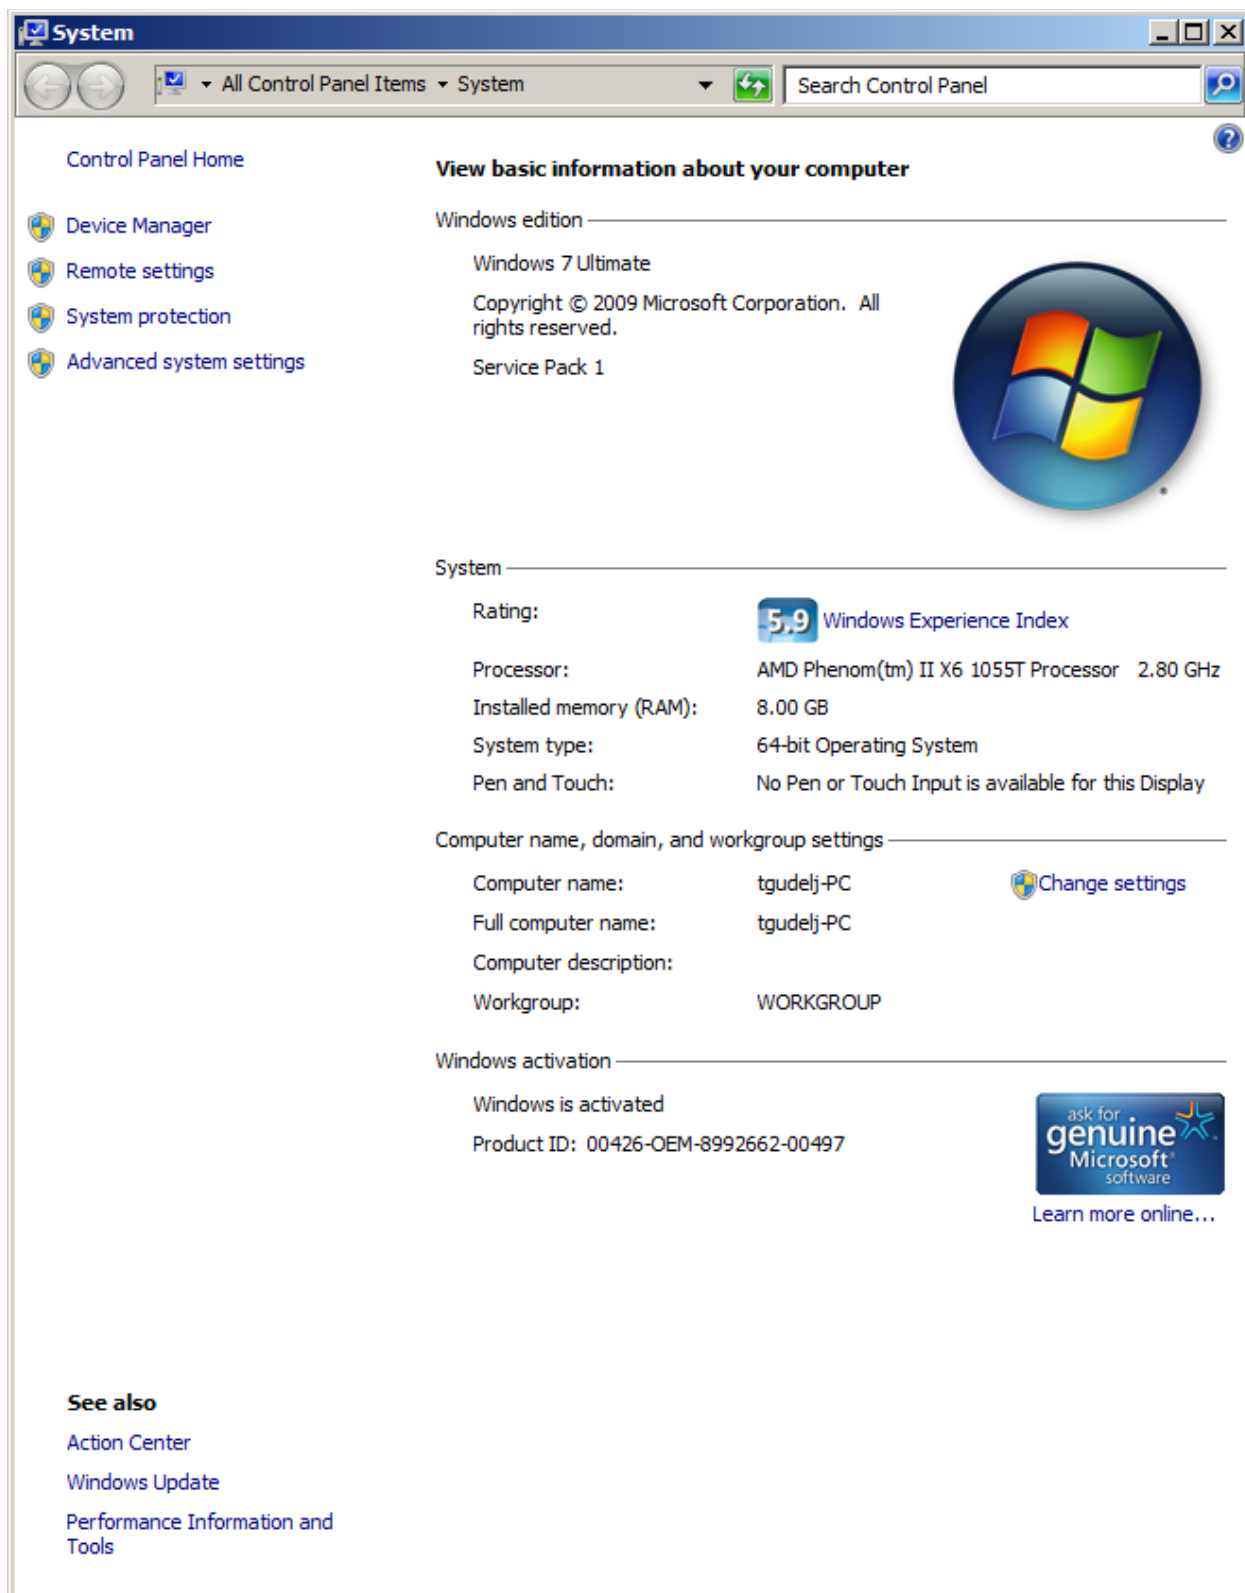 System
All Control Panel Items System
Search Control Panel
Control Panel Home
Device Manager
Remote settings
System protection
Advanced system settings
View basic information about your computer
Windows edition
Windows 7 Ultimate
Copyright © 2009 Microsoft Corporation. All
rights reserved.
Service Pack 1
System
Rating:
5,9 Windows Experience Index
Processor: AMD Phenom(tm) II X6 1055T Processor 2.80 GHz
Installed memory (RAM): 8.00 GB
System type: 64-bit Operating System
Pen and Touch: No Pen or Touch Input is available for this Display
Computer name, domain, and workgroup settings
Computer name: tgudelj-PC Change settings
Full computer name: tgudelj-PC
Computer description:
Workgroup: WORKGROUP
Windows activation
Windows is activated
Product ID: 00426-OEM-8992662-00497
ask for
genuine
Microsoft®
software
Learn more online...
See also
Action Center
Windows Update
Performance Information and
Tools